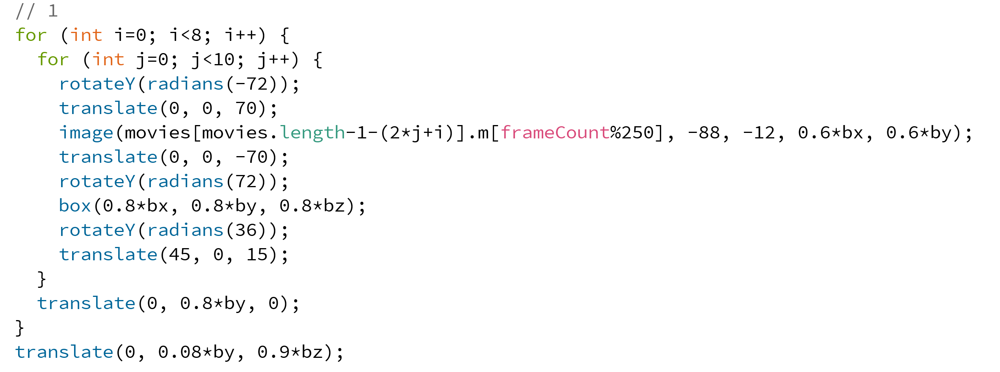 // 1
for (int i=0; i<8; i++) {
  for (int j=0; j<10; j++) {
    rotateY(radians(-72));
    translate(0, 0, 70);
    image(movies[movies.length-1-(2*j+i)].m[frameCount%250], -88, -12, 0.6*bx, 0.6*by);
    translate(0, 0, -70);
    rotateY(radians(72));
    box(0.8*bx, 0.8*by, 0.8*bz);
    rotateY(radians(36));
    translate(45, 0, 15);
  }
  translate(0, 0.8*by, 0);
}
translate(0, 0.08*by, 0.9*bz);